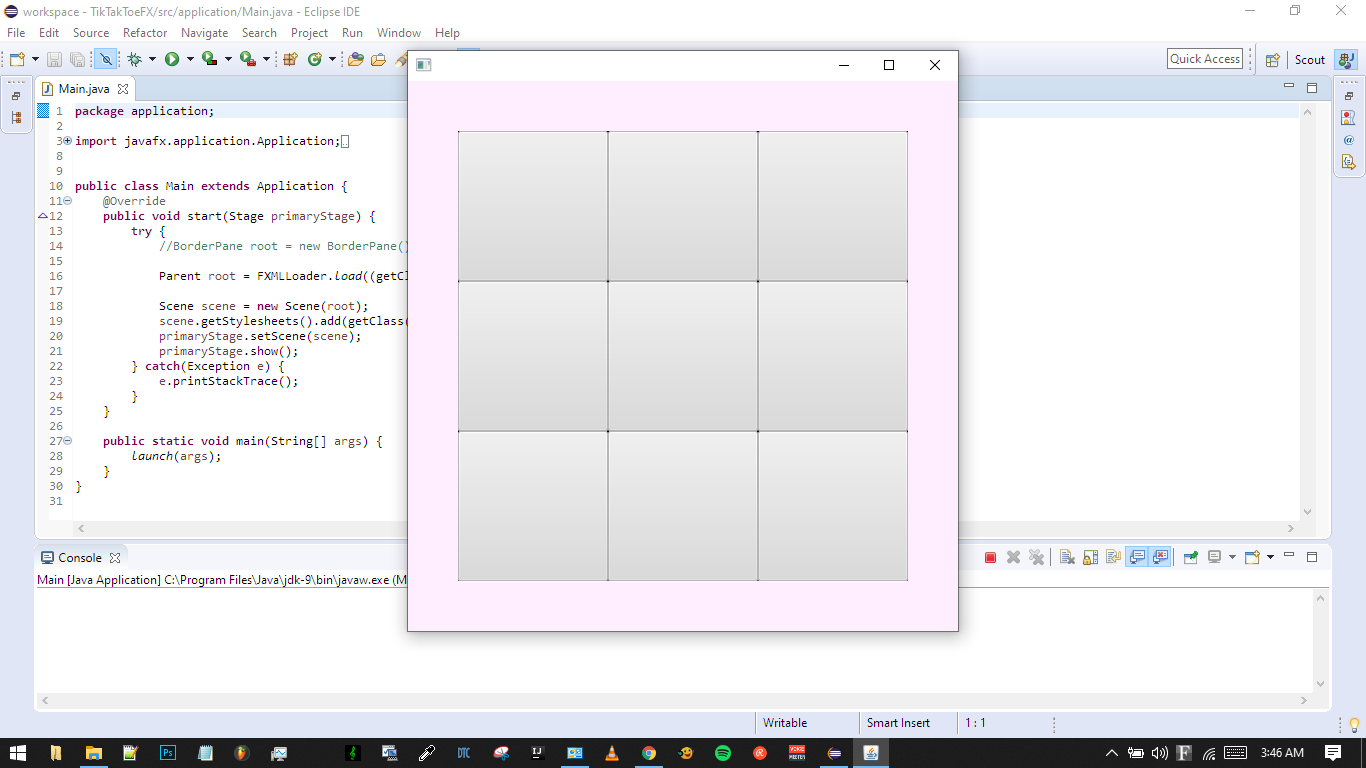 workspace - TikTakToeFX/src/application/Main.java - Eclipse IDE
File Edit Source Refactor Navigate Search Project Run Window Help
Quick Access
Scout
Main.java
1 package application;
2
3 import javafx.application.Application;
8
9
10 public class Main extends Application {
11 @Override
12 public void start(Stage primaryStage) {
13 try {
14 //BorderPane root = new BorderPane()
15
16 Parent root = FXMLLoader.load((getCl
17
18 Scene scene = new Scene(root);
19 scene.getStylesheets().add(getClass(
20 primaryStage.setScene(scene);
21 primaryStage.show();
22 } catch(Exception e) {
23 e.printStackTrace();
24 }
25 }
26
27 public static void main(String[] args) {
28 launch(args);
29 }
30 }
31
Console
Main [Java Application] C:\Program Files\Java\jdk-9\bin\javaw.exe (M
Writable Smart Insert 1 : 1
Ps DTC IJ VOICE MEETER F 3:46 AM